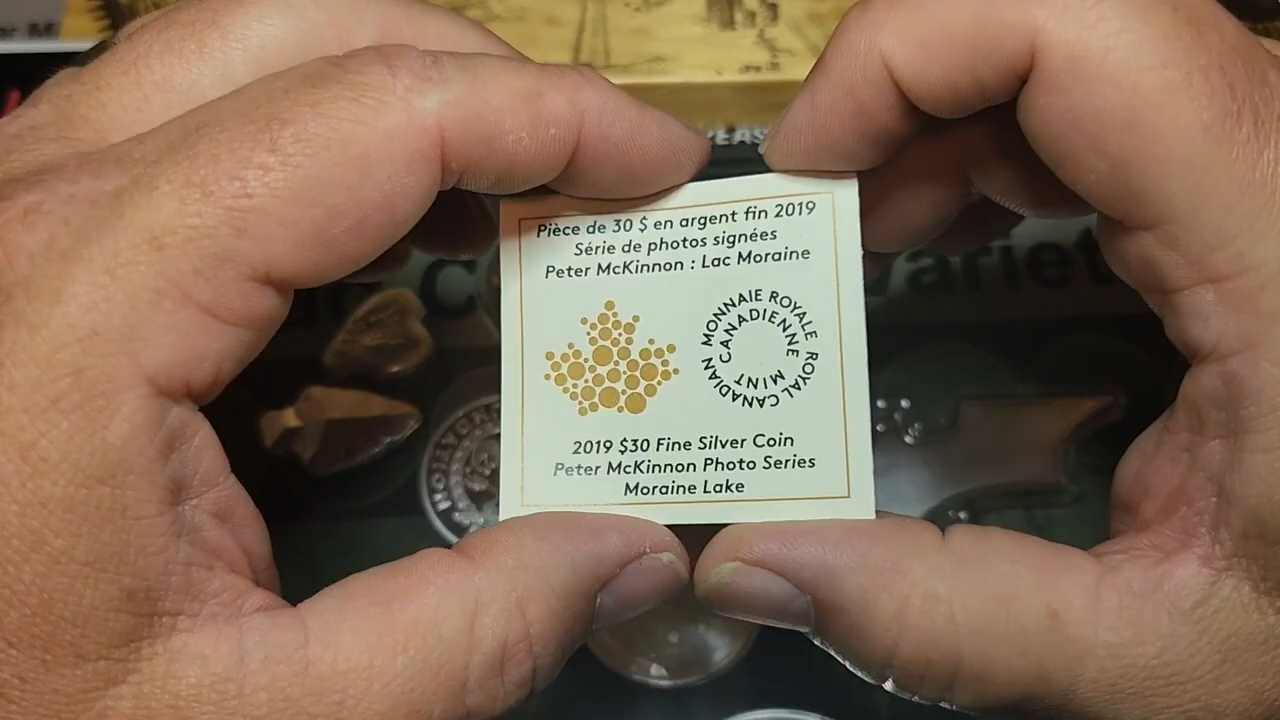 Pièce de 30 $ en argent fin 2019
Série de photos signées
Peter McKinnon : Lac Moraine
MONNAIE ROYALE CANADIENNE
ROYAL CANADIAN MINT
2019 $30 Fine Silver Coin
Peter McKinnon Photo Series
Moraine Lake